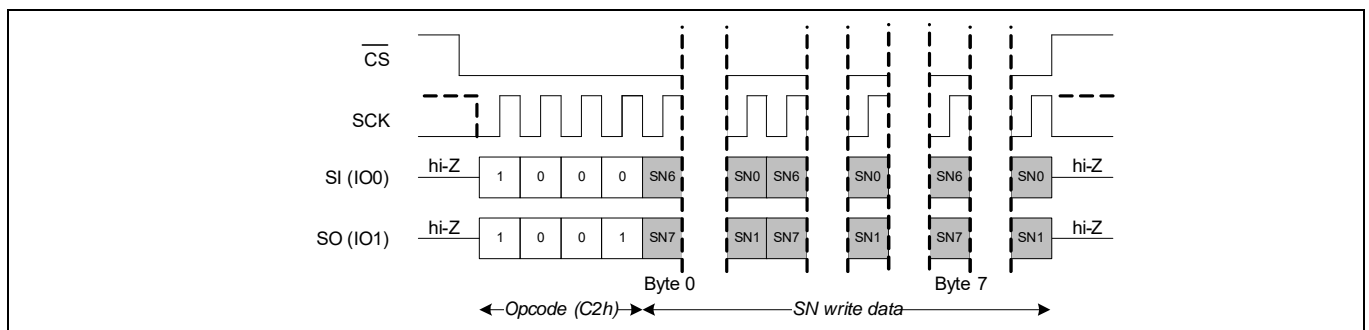 CS
SCK
SI (IO0) hi-Z 1 0 0 0 SN6 SN0 SN6 SN0 SN6 SN0 hi-Z
SO (IO1) hi-Z 1 0 0 1 SN7 SN1 SN7 SN1 SN7 SN1 hi-Z
Byte 0 Byte 7
Opcode (C2h) SN write data